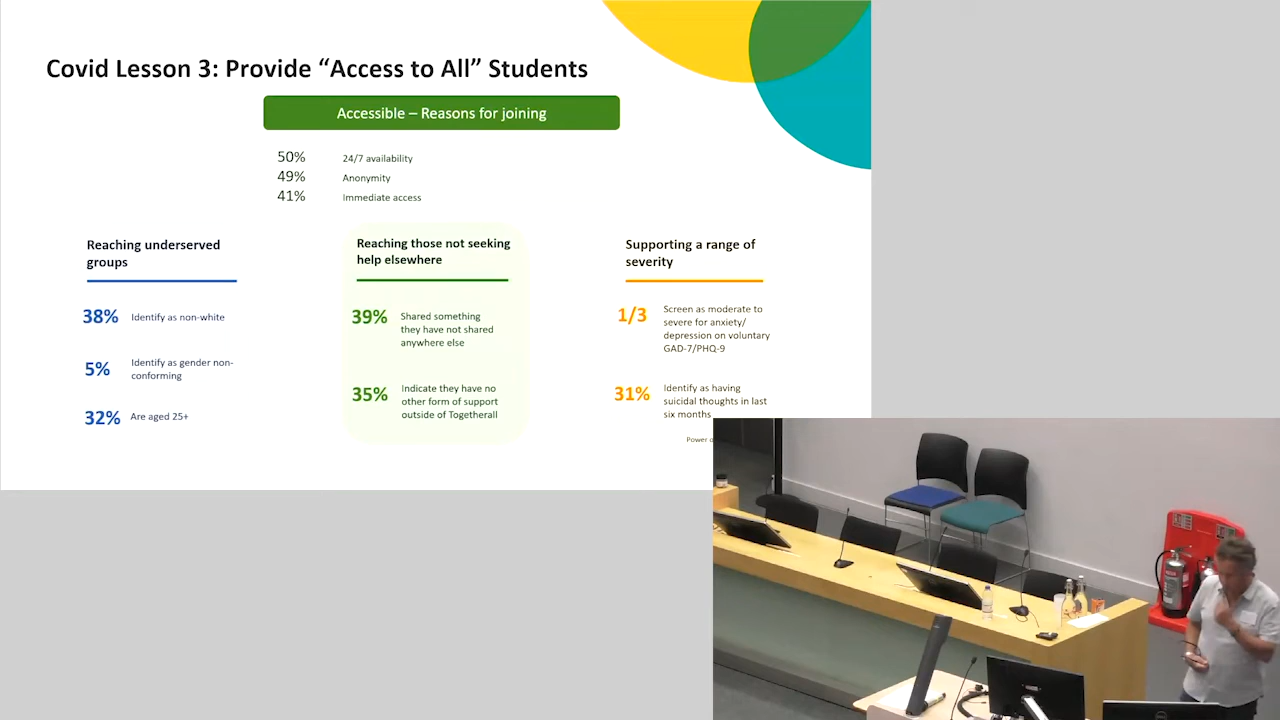 Covid Lesson 3: Provide “Access to All” Students
Accessible – Reasons for joining
50% 24/7 availability
49% Anonymity
41% Immediate access
Reaching underserved
groups
38% Identify as non-white
5% Identify as gender non-
conforming
32% Are aged 25+
Reaching those not seeking
help elsewhere
39% Shared something
they have not shared
anywhere else
35% Indicate they have no
other form of support
outside of Togetherall
Supporting a range of
severity
1/3 Screen as moderate to
severe for anxiety/
depression on voluntary
GAD-7/PHQ-9
31% Identify as having
suicidal thoughts in last
six months
Power